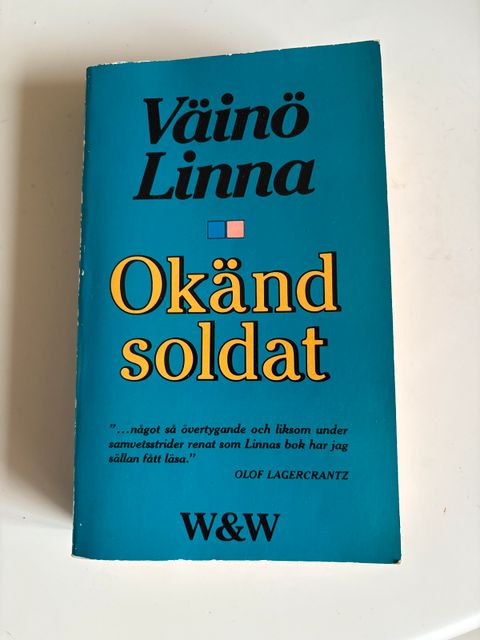 Väinö
Linna
Okänd
soldat
"...något så övertygande och liksom under
samvetsstrider renat som Linnas bok har jag
sällan fått läsa."
OLOF LAGERCRANTZ
W&W